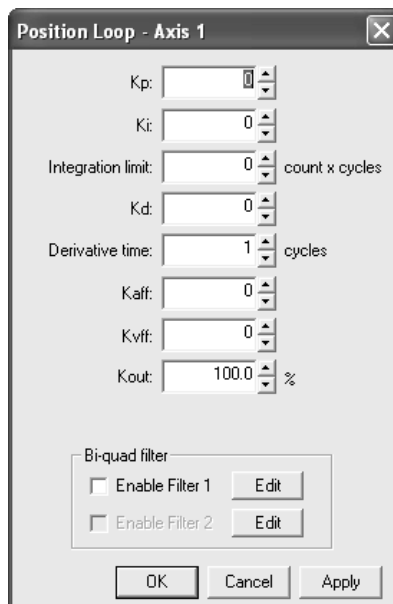 Position Loop - Axis 1
Kp: 0
Ki: 0
Integration limit: 0 count x cycles
Kd: 0
Derivative time: 1 cycles
Kaff: 0
Kvff: 0
Kout: 100.0 %
Bi-quad filter
Enable Filter 1 Edit
Enable Filter 2 Edit
OK Cancel Apply